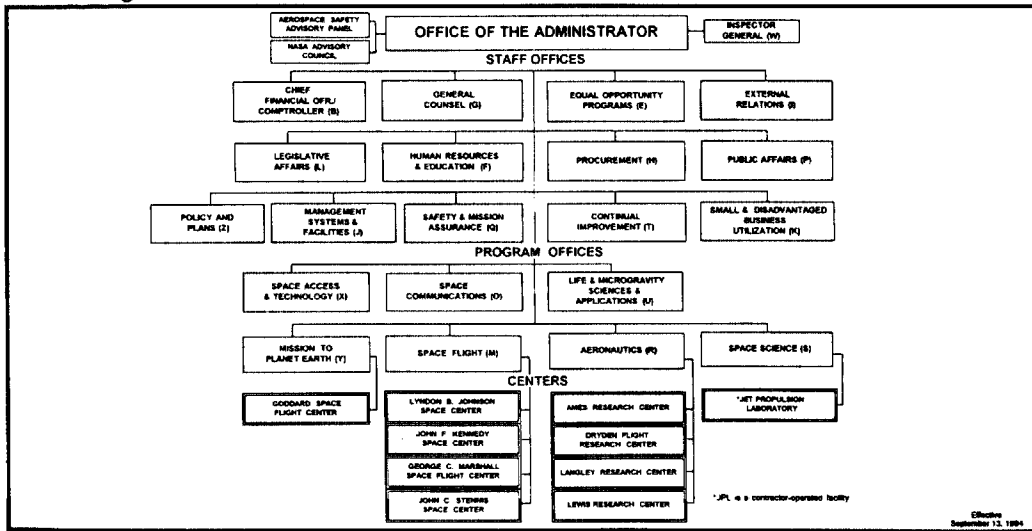 AEROSPACE SAFETY
ADVISORY PANEL
NASA ADVISORY
COUNCIL
OFFICE OF THE ADMINISTRATOR
INSPECTOR
GENERAL (W)
STAFF OFFICES
CHIEF
FINANCIAL OFR./
COMPTROLLER (B)
GENERAL
COUNSEL (G)
EQUAL OPPORTUNITY
PROGRAMS (E)
EXTERNAL
RELATIONS (I)
LEGISLATIVE
AFFAIRS (L)
HUMAN RESOURCES
& EDUCATION (F)
PROCUREMENT (H)
PUBLIC AFFAIRS (P)
POLICY AND
PLANS (Z)
MANAGEMENT
SYSTEMS &
FACILITIES (J)
SAFETY & MISSION
ASSURANCE (Q)
CONTINUAL
IMPROVEMENT (T)
SMALL & DISADVANTAGED
BUSINESS
UTILIZATION (K)
PROGRAM OFFICES
SPACE ACCESS
& TECHNOLOGY (X)
SPACE
COMMUNICATIONS (O)
LIFE & MICROGRAVITY
SCIENCES &
APPLICATIONS (U)
MISSION TO
PLANET EARTH (Y)
SPACE FLIGHT (M)
AERONAUTICS (R)
SPACE SCIENCE (S)
CENTERS
GODDARD SPACE
FLIGHT CENTER
LYNDON B. JOHNSON
SPACE CENTER
JOHN F. KENNEDY
SPACE CENTER
GEORGE C. MARSHALL
SPACE FLIGHT CENTER
JOHN C. STENNIS
SPACE CENTER
AMES RESEARCH CENTER
DRYDEN FLIGHT
RESEARCH CENTER
LANGLEY RESEARCH CENTER
LEWIS RESEARCH CENTER
*JET PROPULSION
LABORATORY
*JPL is a contractor-operated facility
Effective
September 13, 1994